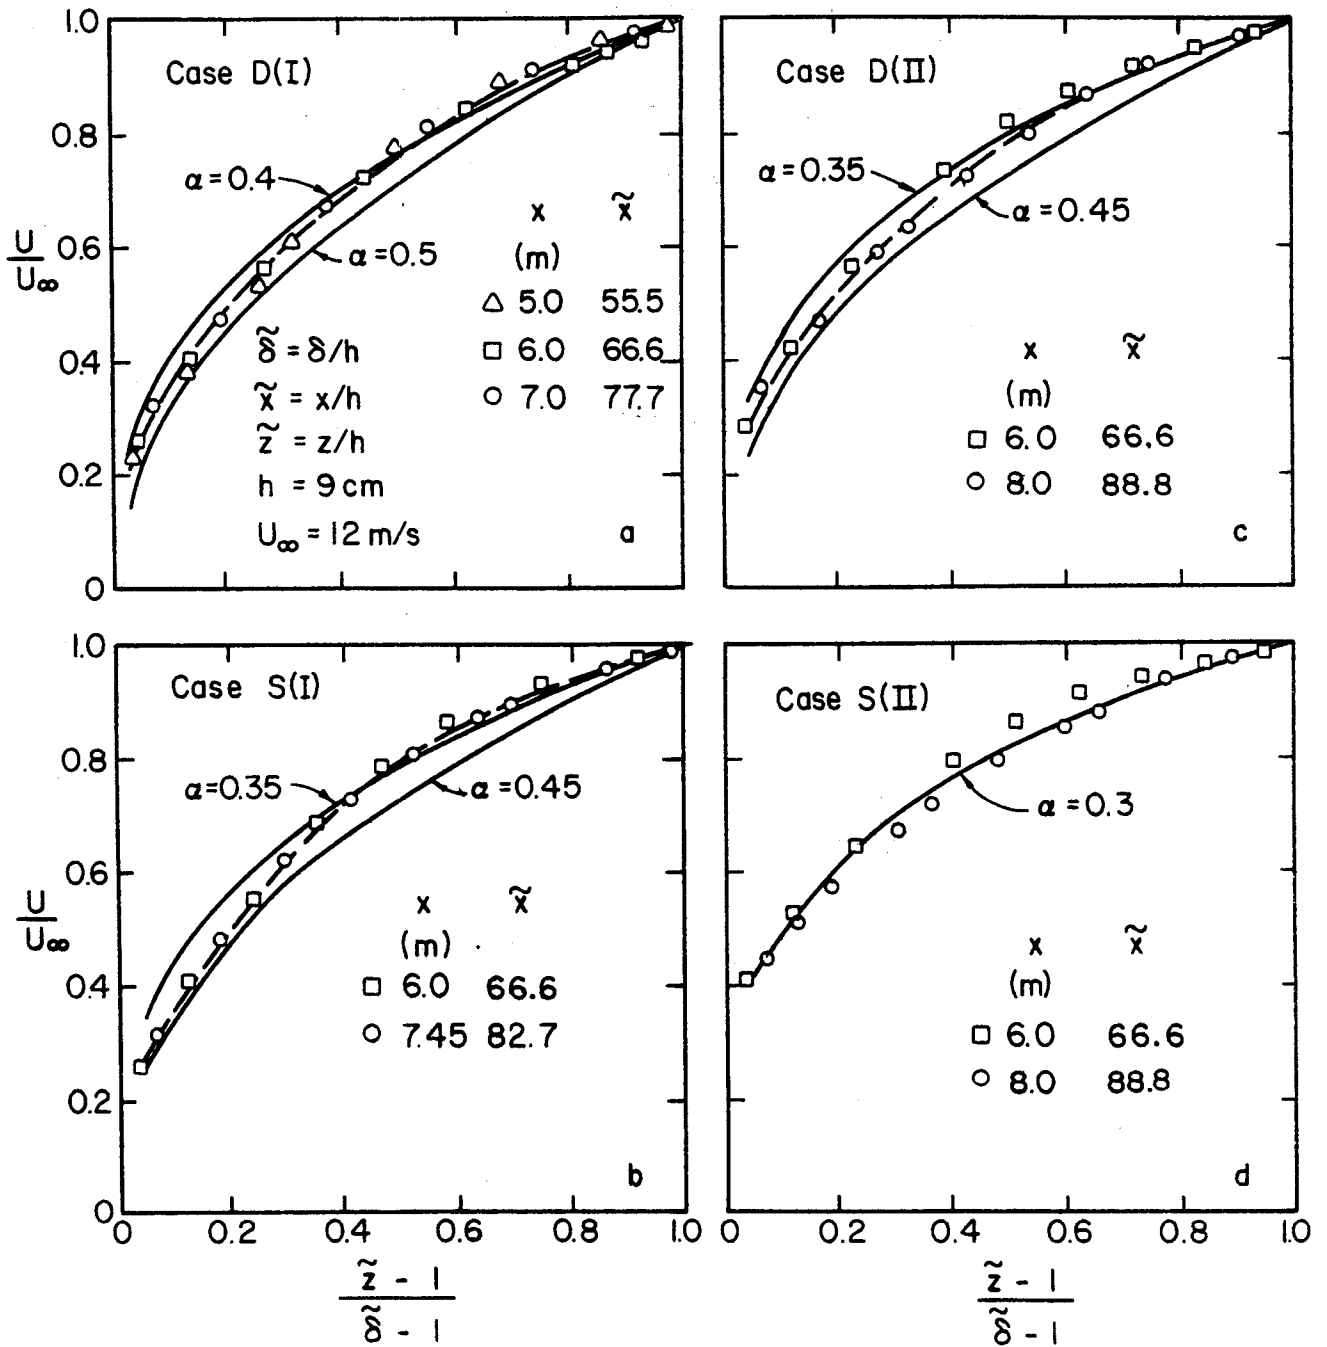 Case D(I)
1.0
0.8
0.6
0.4
0.2
0
U
U∞
α=0.4
α=0.5
x x̃
(m)
△ 5.0 55.5
□ 6.0 66.6
○ 7.0 77.7
δ̃ = δ/h
x̃ = x/h
z̃ = z/h
h = 9 cm
U∞ = 12 m/s
a
Case D(II)
α=0.35
α=0.45
x x̃
(m)
□ 6.0 66.6
○ 8.0 88.8
c
Case S(I)
1.0
0.8
0.6
0.4
0.2
0
U
U∞
α=0.35
α=0.45
x x̃
(m)
□ 6.0 66.6
○ 7.45 82.7
b
0 0.2 0.4 0.6 0.8 1.0
z̃ - 1
δ̃ - 1
Case S(II)
α=0.3
x x̃
(m)
□ 6.0 66.6
○ 8.0 88.8
d
0 0.2 0.4 0.6 0.8 1.0
z̃ - 1
δ̃ - 1